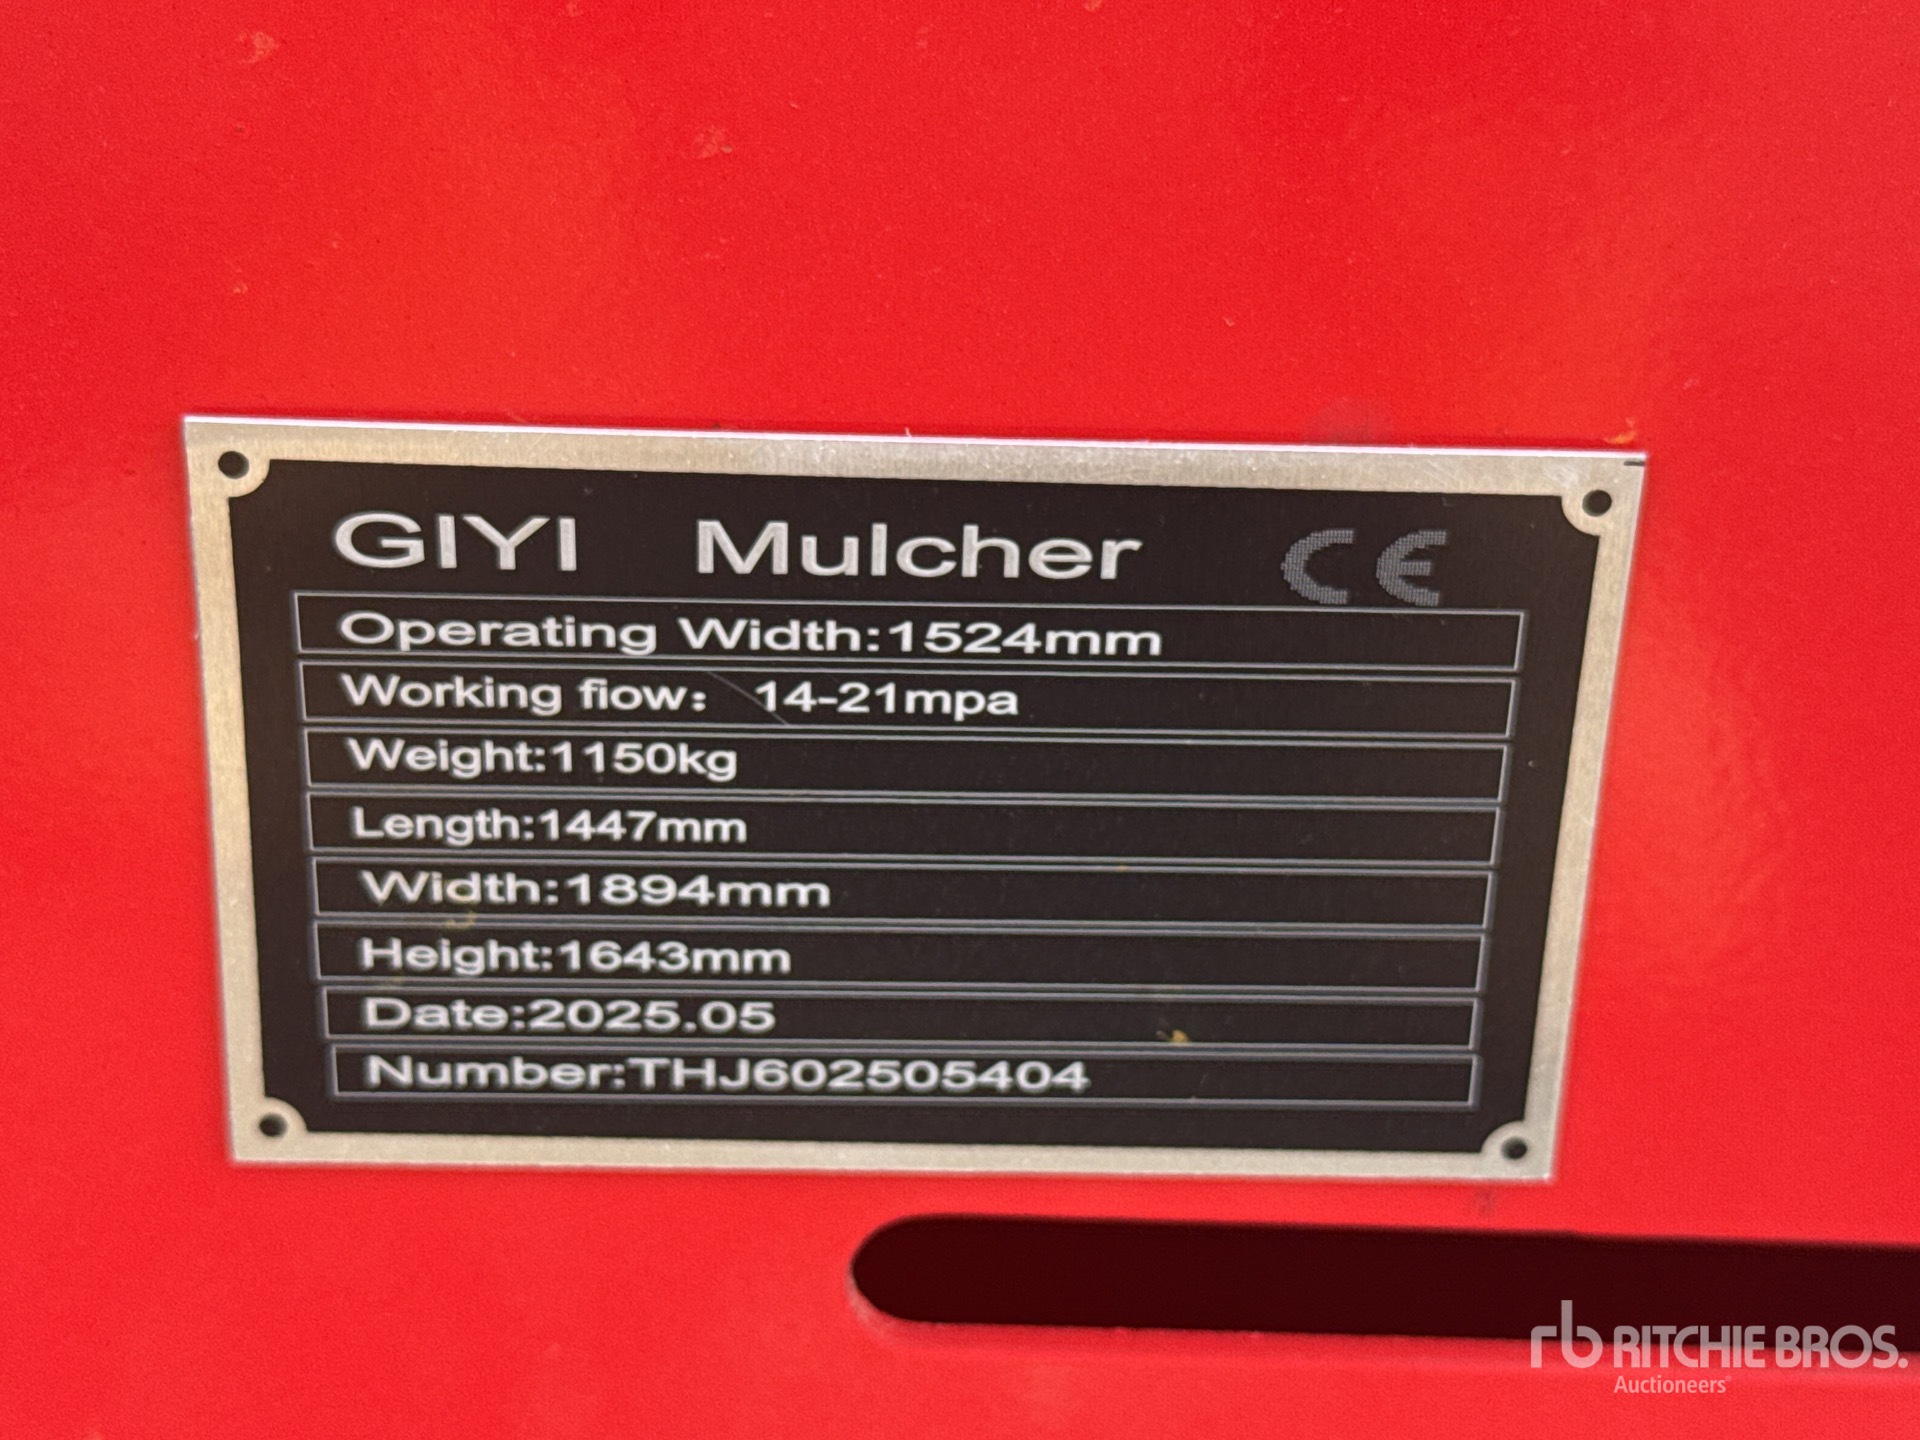 GIYI Mulcher CE
Operating Width:1524mm
Working fiow: 14-21mpa
Weight:1150kg
Length:1447mm
Width:1894mm
Height:1643mm
Date:2025.05
Number:THJ602505404
rb RITCHIE BROS.
Auctioneers